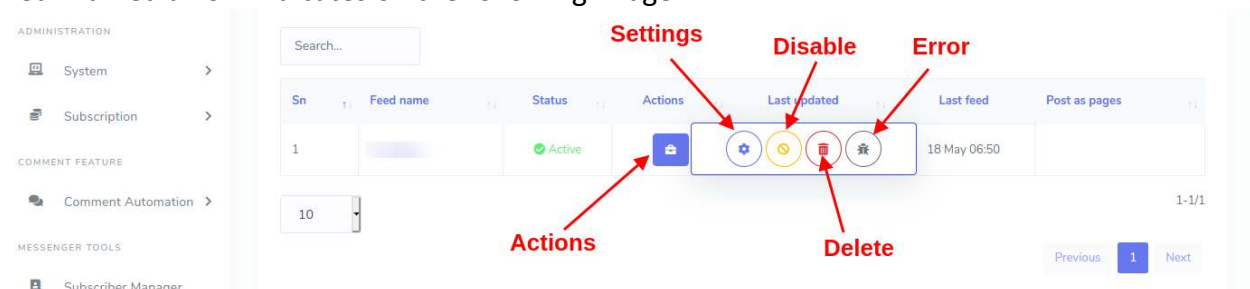 ADMINISTRATION
System
Subscription
COMMENT FEATURE
Comment Automation
MESSENGER TOOLS
Subscriber Manager
Search...
Settings
Disable
Error
Sn Feed name Status Actions Last updated Last feed Post as pages
1 Active 18 May 06:50
10
1-1/1
Actions
Delete
Previous 1 Next